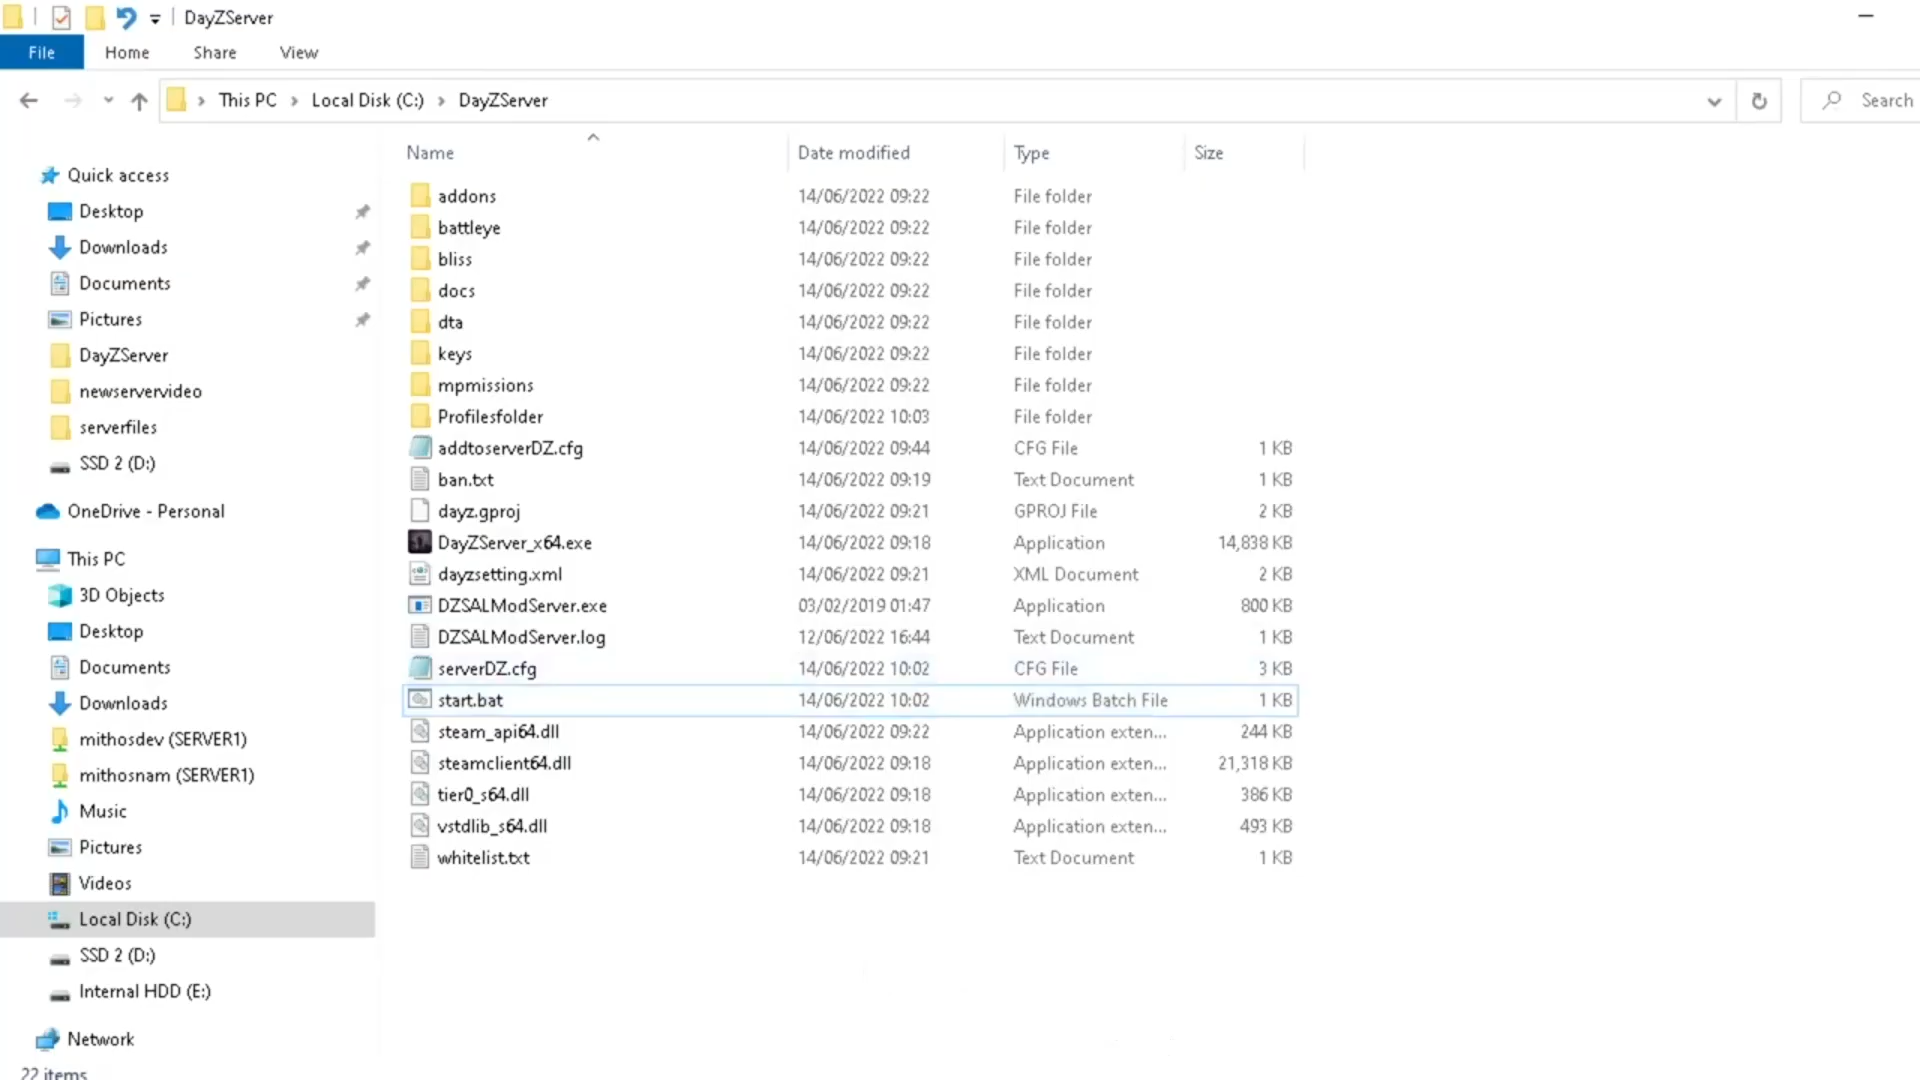 DayZServer
File Home Share View
This PC Local Disk (C:) DayZServer Search
Name Date modified Type Size
Quick access
Desktop
Downloads
Documents
Pictures
DayZServer
newservervideo
serverfiles
SSD 2 (D:)
OneDrive - Personal
This PC
3D Objects
Desktop
Documents
Downloads
mithosdev (SERVER1)
mithosnam (SERVER1)
Music
Pictures
Videos
Local Disk (C:)
SSD 2 (D:)
Internal HDD (E:)
Network
addons 14/06/2022 09:22 File folder
battleye 14/06/2022 09:22 File folder
bliss 14/06/2022 09:22 File folder
docs 14/06/2022 09:22 File folder
dta 14/06/2022 09:22 File folder
keys 14/06/2022 09:22 File folder
mpmissions 14/06/2022 09:22 File folder
Profilesfolder 14/06/2022 10:03 File folder
addtoserverDZ.cfg 14/06/2022 09:44 CFG File 1 KB
ban.txt 14/06/2022 09:19 Text Document 1 KB
dayz.gproj 14/06/2022 09:21 GPROJ File 2 KB
DayZServer_x64.exe 14/06/2022 09:18 Application 14,838 KB
dayzsetting.xml 14/06/2022 09:21 XML Document 2 KB
DZSALModServer.exe 03/02/2019 01:47 Application 800 KB
DZSALModServer.log 12/06/2022 16:44 Text Document 1 KB
serverDZ.cfg 14/06/2022 10:02 CFG File 3 KB
start.bat 14/06/2022 10:02 Windows Batch File 1 KB
steam_api64.dll 14/06/2022 09:22 Application exten... 244 KB
steamclient64.dll 14/06/2022 09:18 Application exten... 21,318 KB
tier0_s64.dll 14/06/2022 09:18 Application exten... 386 KB
vstdlib_s64.dll 14/06/2022 09:18 Application exten... 493 KB
whitelist.txt 14/06/2022 09:21 Text Document 1 KB
22 items